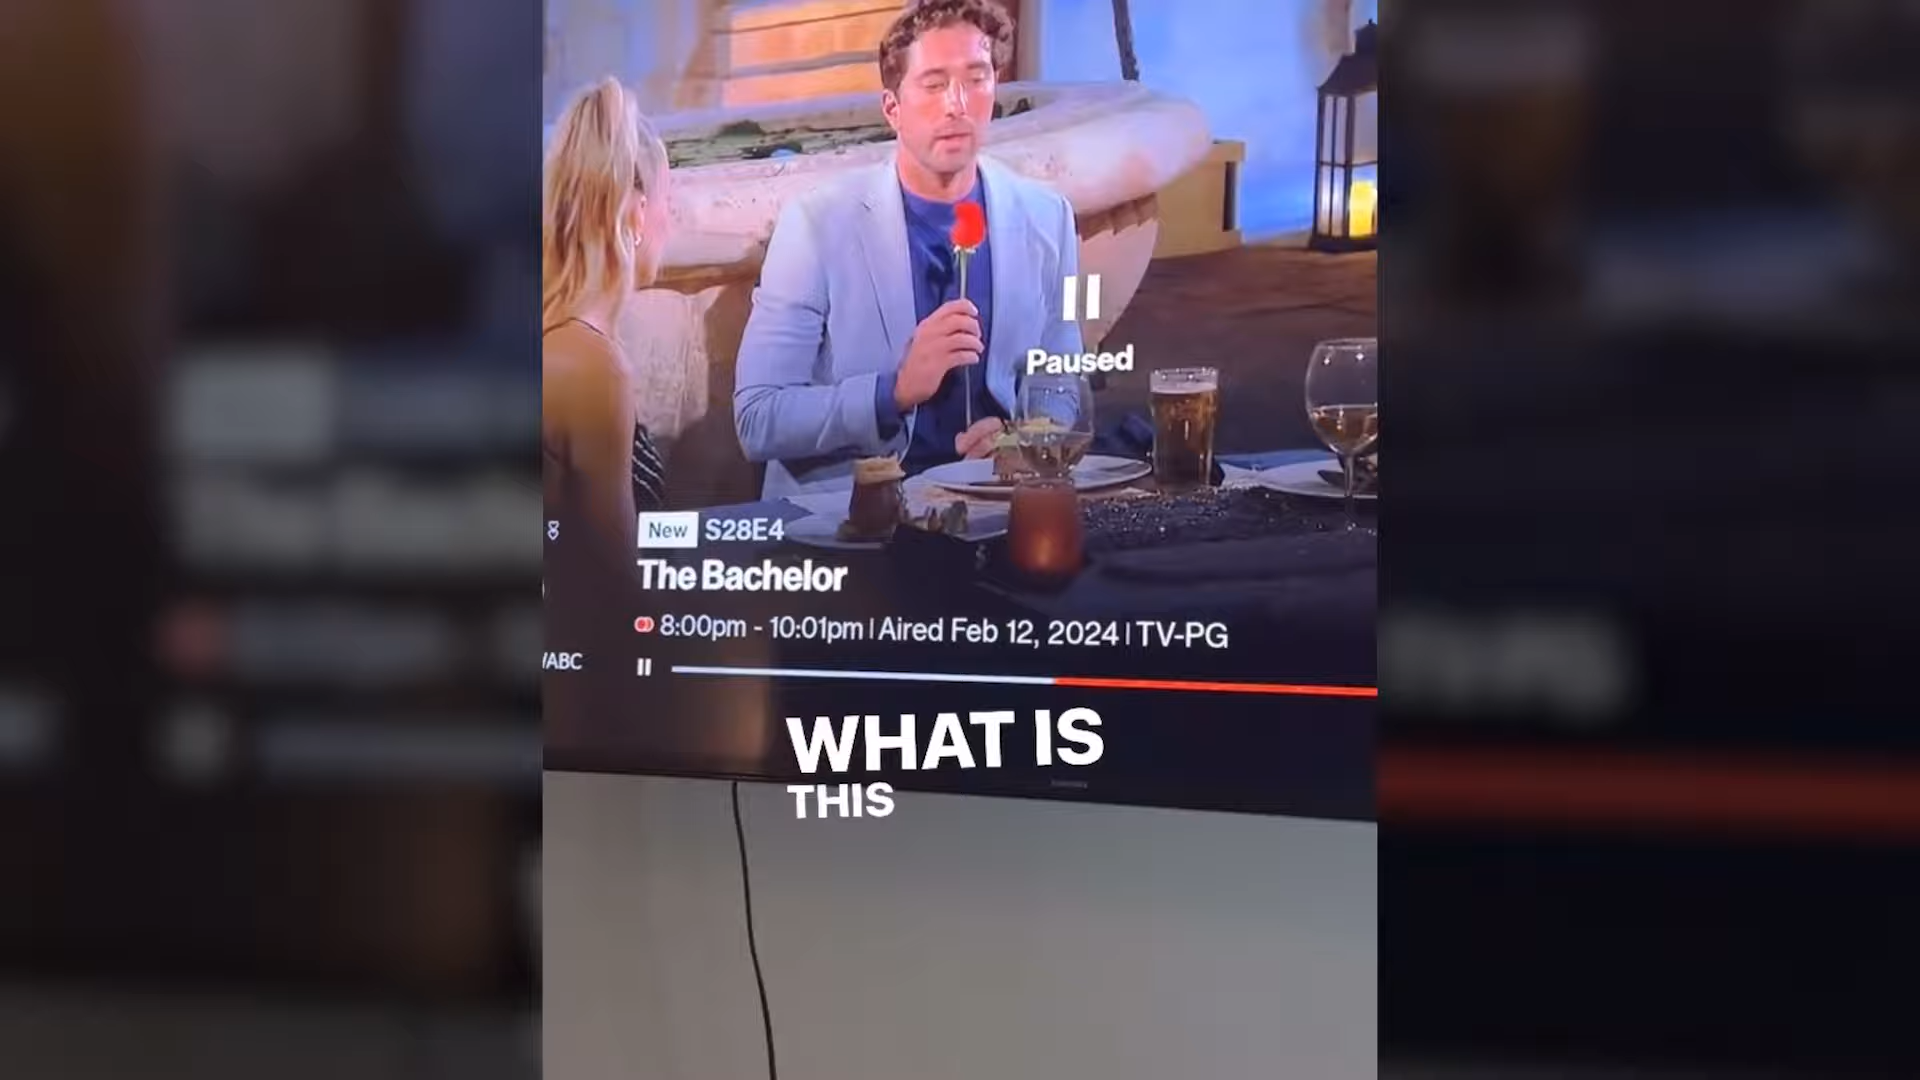 Paused
New S28E4
The Bachelor
8:00pm - 10:01pm | Aired Feb 12, 2024 | TV-PG
/ABC
WHAT IS
THIS